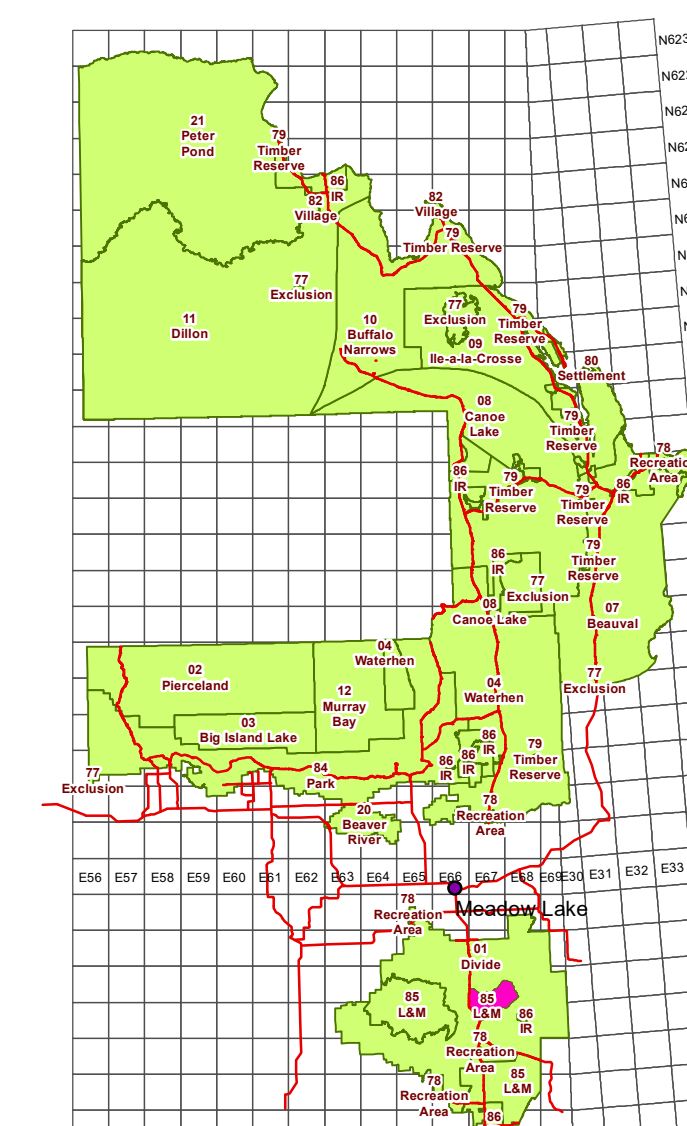 N623
N623
N62
N62
N6
N6
N
N
N
21
Peter
Pond
79
Timber
Reserve
86
IR
82
Village
82
Village
79
Timber Reserve
77
Exclusion
11
Dillon
10
Buffalo
Narrows
77
Exclusion
09
Ile-a-la-Crosse
79
Timber
Reserve
80
Settlement
08
Canoe
Lake
79
Timber
Reserve
86
IR
79
Timber
Reserve
79
Timber
Reserve
86
IR
78
Recreatio
Area
79
Timber
Reserve
86
IR
77
Exclusion
08
Canoe Lake
07
Beauval
04
Waterhen
02
Pierceland
12
Murray
Bay
04
Waterhen
77
Exclusion
03
Big Island Lake
86
IR
86
IR
86
IR
79
Timber
Reserve
84
Park
77
Exclusion
20
Beaver
River
78
Recreation
Area
E56 E57 E58 E59 E60 E61 E62 E63 E64 E65 E66 E67 E68 E69 E30 E31 E32 E33
Meadow Lake
78
Recreation
Area
01
Divide
85
L&M
85
L&M
86
IR
78
Recreation
Area
85
L&M
78
Recreation
Area
86